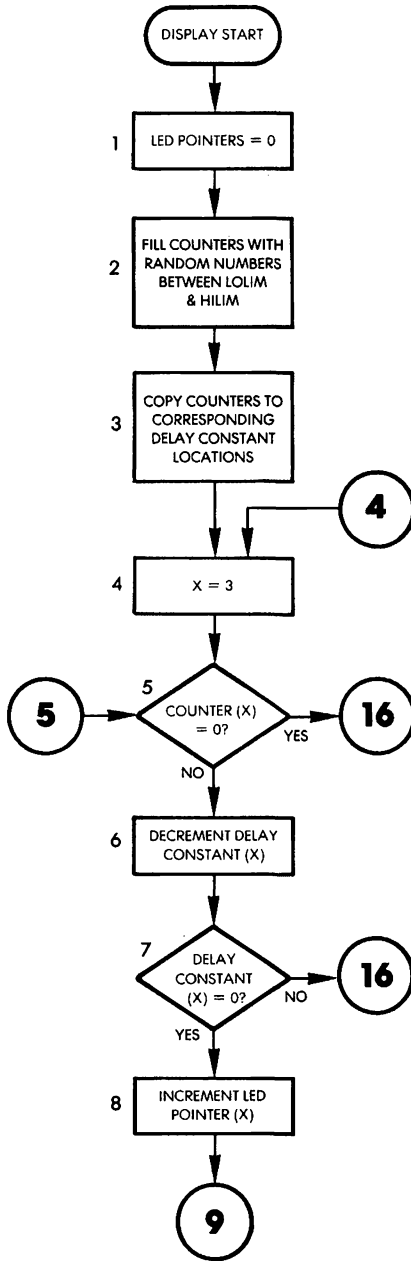 DISPLAY START
1
LED POINTERS = 0
2
FILL COUNTERS WITH
RANDOM NUMBERS
BETWEEN LOLIM
& HILIM
3
COPY COUNTERS TO
CORRESPONDING
DELAY CONSTANT
LOCATIONS
4
4
X = 3
5
5
COUNTER (X)
= 0?
YES
16
NO
6
DECREMENT DELAY
CONSTANT (X)
7
DELAY
CONSTANT
(X) = 0?
NO
16
YES
8
INCREMENT LED
POINTER (X)
9